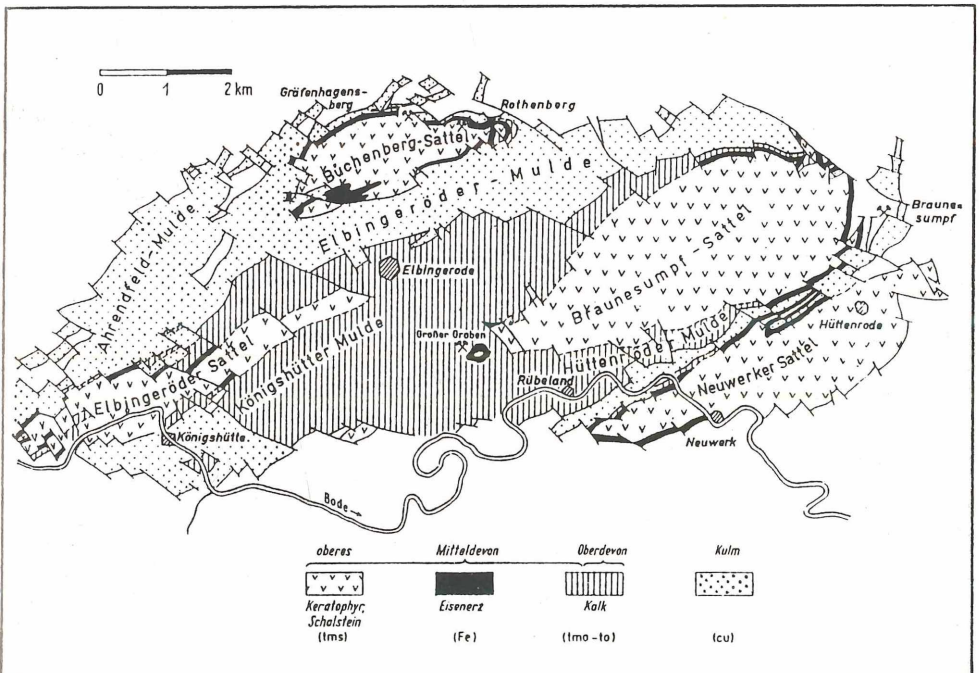 0 1 2 km
Gräfenhagens-
berg
Rothenberg
Büchenberg-Sattel
Elbingeröder-Mulde
Ahrendfeld-Mulde
Braune-
sumpf
Elbingerode
Braunesumpf-Sattel
Großer Graben
Hüttenrode
Hüttenröder Mulde
Elbingeröder Sattel
Königshütter Mulde
Rübeland
Neuwerker Sattel
Königshütte
Neuwerk
Bode
oberes Mitteldevon Oberdevon Kulm
Keratophyr, Eisenerz Kalk
Schalstein
(tms) (Fe) (tmo-to) (cu)